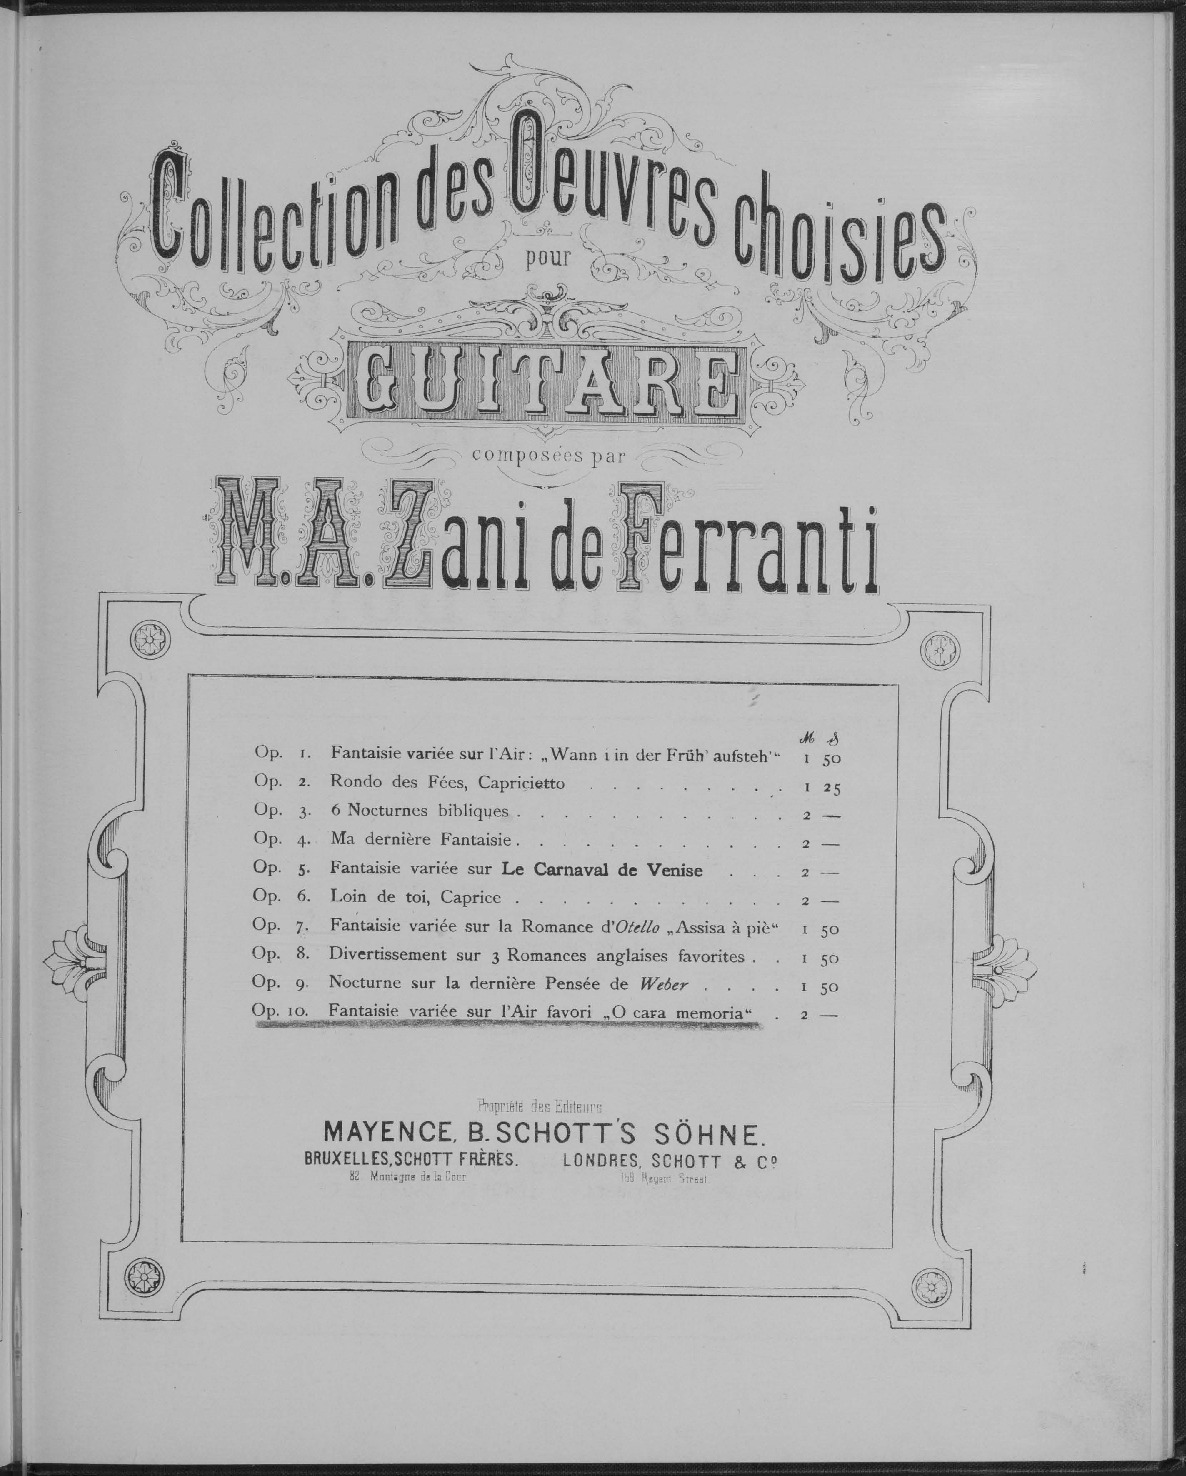 Collection des Oeuvres choisies
pour
GUITARE
composées par
M. A. Zani de Ferranti
M ₰
Op. 1. Fantaisie variée sur l'Air: „Wann i in der Früh' aufsteh'“ 1 50
Op. 2. Rondo des Fées, Capricietto . . . . . . . . . 1 25
Op. 3. 6 Nocturnes bibliques . . . . . . . . . . . 2 —
Op. 4. Ma dernière Fantaisie . . . . . . . . . . . 2 —
Op. 5. Fantaisie variée sur Le Carnaval de Venise . . . 2 —
Op. 6. Loin de toi, Caprice . . . . . . . . . . . 2 —
Op. 7. Fantaisie variée sur la Romance d'Otello „Assisa à piè“ 1 50
Op. 8. Divertissement sur 3 Romances anglaises favorites . . 1 50
Op. 9. Nocturne sur la dernière Pensée de Weber . . . . 1 50
Op. 10. Fantaisie variée sur l'Air favori „O cara memoria“ . 2 —
Propriété des Editeurs
MAYENCE, B. SCHOTT'S SÖHNE.
BRUXELLES, SCHOTT FRÈRES. LONDRES, SCHOTT & Cº
82 Montagne de la Cour 159 Regent Street